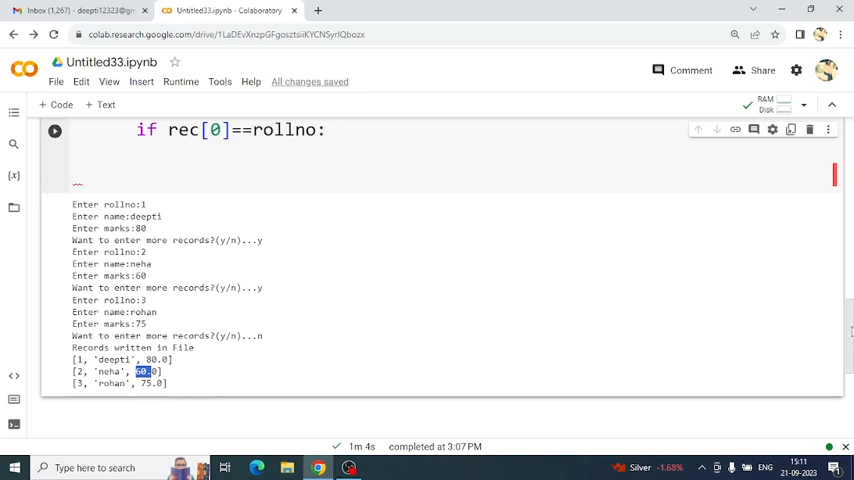 Inbox (1,267) - deepti12323@gm
Untitled33.ipynb - Colaboratory
colab.research.google.com/drive/1LaDEvXnzpGFgosztsiiKYCNSyrIQbozx
Untitled33.ipynb
Comment
Share
File Edit View Insert Runtime Tools Help All changes saved
+ Code + Text
RAM
Disk
if rec[0]==rollno:
Enter rollno:1
Enter name:deepti
Enter marks:80
Want to enter more records?(y/n)...y
Enter rollno:2
Enter name:neha
Enter marks:60
Want to enter more records?(y/n)...y
Enter rollno:3
Enter name:rohan
Enter marks:75
Want to enter more records?(y/n)...n
Records written in File
[1, 'deepti', 80.0]
[2, 'neha', 60.0]
[3, 'rohan', 75.0]
1m 4s completed at 3:07 PM
Type here to search
Silver -1.68%
ENG
15:11
21-09-2023